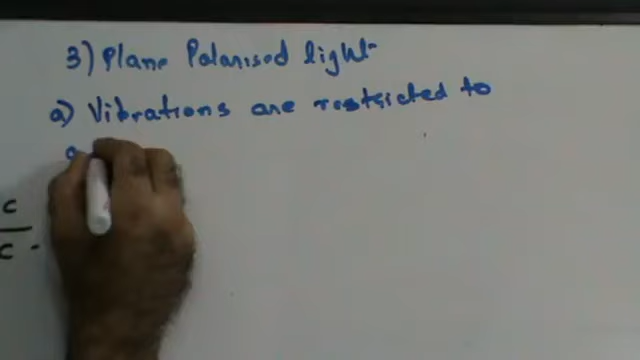 3) Plane Polarised light
a) Vibrations are restricted to
a
c
c -